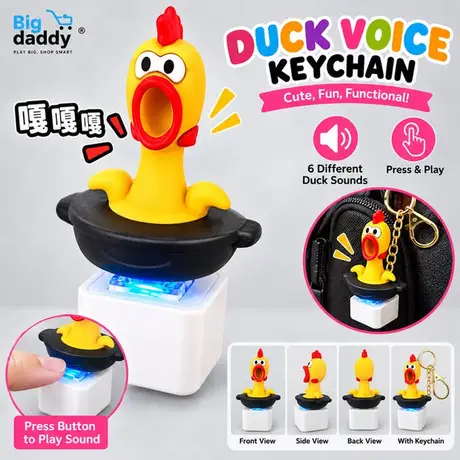 Big
daddy
PLAY BIG, SHOP SMART
DUCK VOICE
®
KEYCHAIN
Cute, Fun, Functional!
嘎嘎嘎
6 Different
Duck Sounds
Press & Play
Press Button
to Play Sound
Front View
Side View
Back View
With Keychain